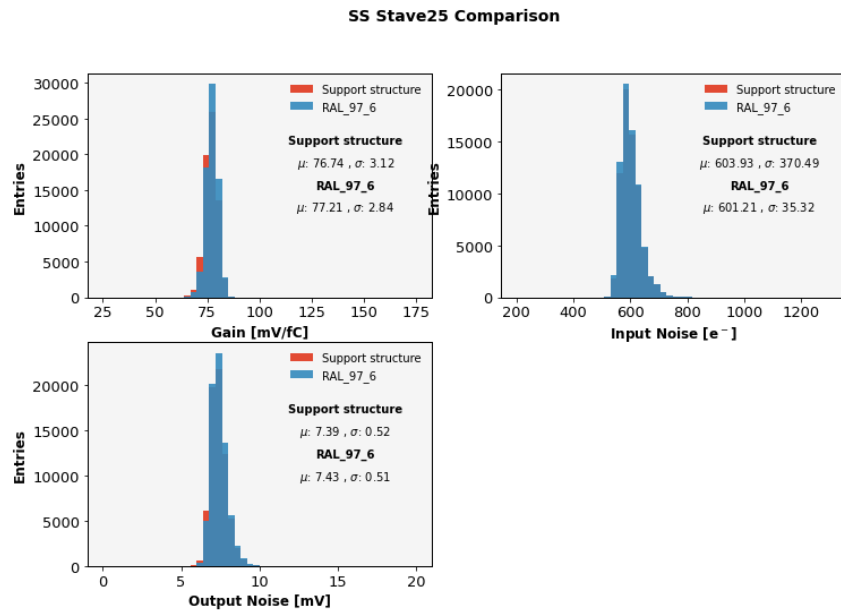 SS Stave25 Comparison
Entries
30000
25000
20000
15000
10000
5000
0
Support structure
RAL_97_6
Support structure
μ: 76.74 , σ: 3.12
RAL_97_6
μ: 77.21 , σ: 2.84
25 50 75 100 125 150 175
Gain [mV/fC]
Entries
20000
15000
10000
5000
0
Support structure
RAL_97_6
Support structure
μ: 603.93 , σ: 370.49
RAL_97_6
μ: 601.21 , σ: 35.32
200 400 600 800 1000 1200
Input Noise [e⁻]
Entries
20000
15000
10000
5000
0
Support structure
RAL_97_6
Support structure
μ: 7.39 , σ: 0.52
RAL_97_6
μ: 7.43 , σ: 0.51
0 5 10 15 20
Output Noise [mV]